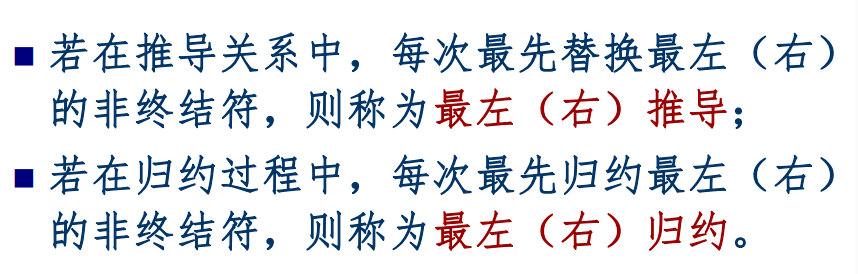 ■ 若在推导关系中，每次最先替换最左（右）
的非终结符，则称为最左（右）推导；
■ 若在归约过程中，每次最先归约最左（右）
的非终结符，则称为最左（右）归约。